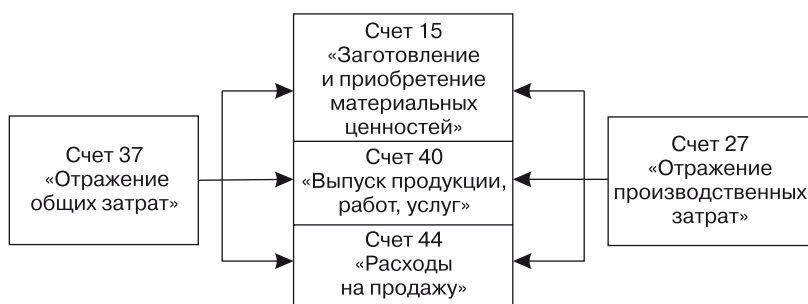 Счет 15
«Заготовление
и приобретение
материальных
ценностей»
Счет 37
«Отражение
общих затрат»
Счет 40
«Выпуск продукции,
работ, услуг»
Счет 27
«Отражение
производственных
затрат»
Счет 44
«Расходы
на продажу»